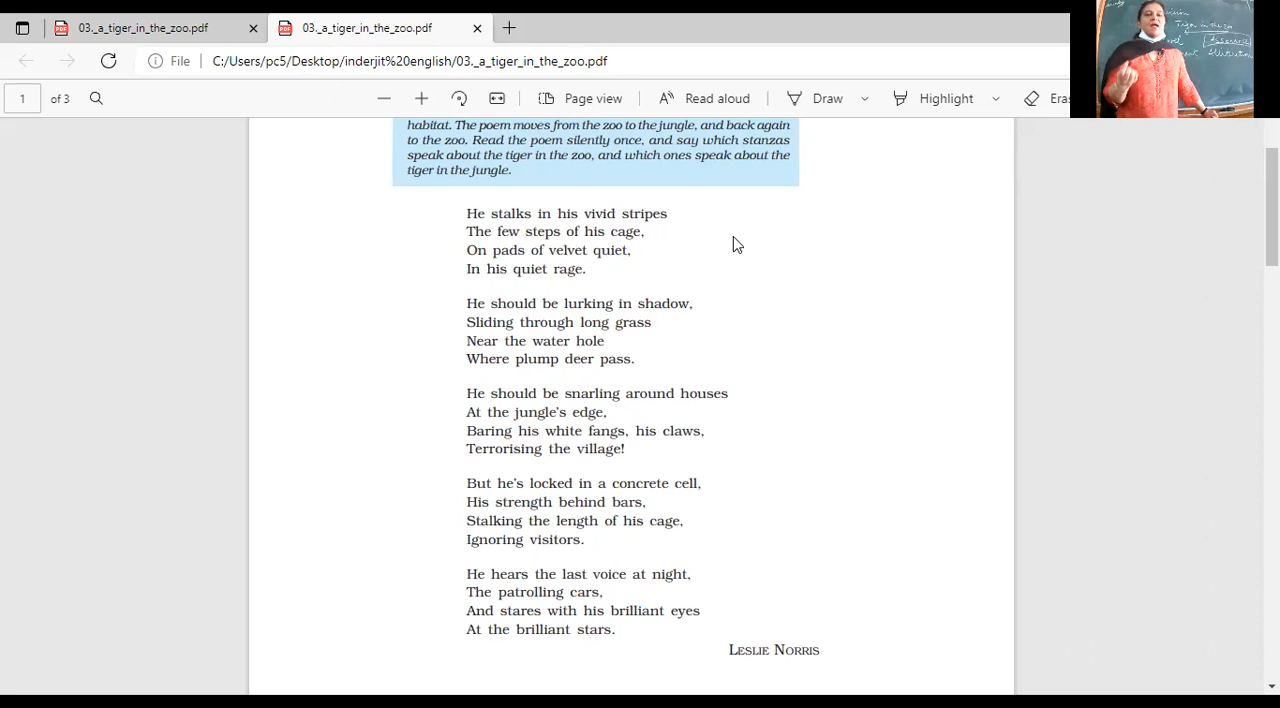 03._a_tiger_in_the_zoo.pdf
03._a_tiger_in_the_zoo.pdf
File C:/Users/pc5/Desktop/inderjit%20english/03._a_tiger_in_the_zoo.pdf
1 of 3 Page view Read aloud Draw Highlight Eras
Tiger in the zoo
habitat. The poem moves from the zoo to the jungle, and back again
to the zoo. Read the poem silently once, and say which stanzas
speak about the tiger in the zoo, and which ones speak about the
tiger in the jungle.
He stalks in his vivid stripes
The few steps of his cage,
On pads of velvet quiet,
In his quiet rage.
He should be lurking in shadow,
Sliding through long grass
Near the water hole
Where plump deer pass.
He should be snarling around houses
At the jungle's edge,
Baring his white fangs, his claws,
Terrorising the village!
But he's locked in a concrete cell,
His strength behind bars,
Stalking the length of his cage,
Ignoring visitors.
He hears the last voice at night,
The patrolling cars,
And stares with his brilliant eyes
At the brilliant stars.
LESLIE NORRIS